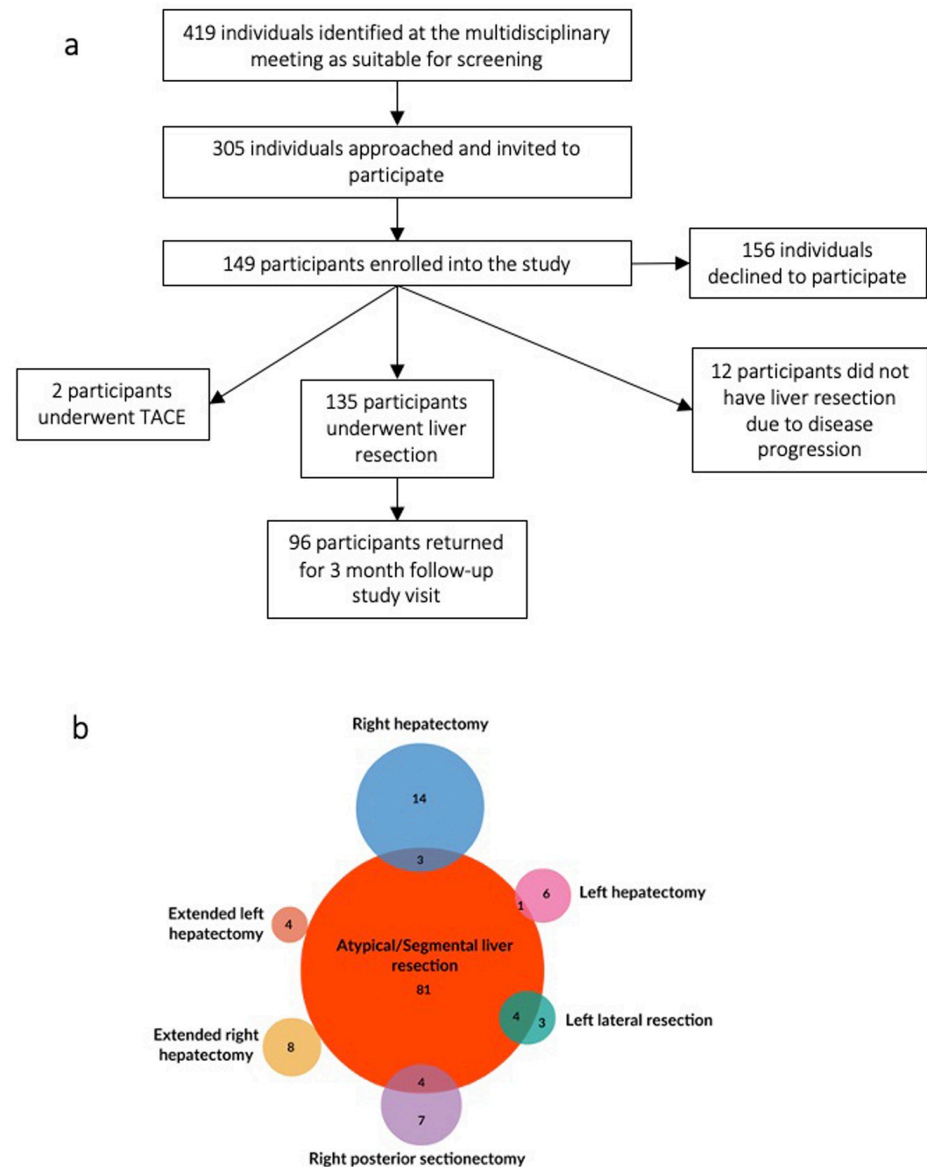 a
419 individuals identified at the multidisciplinary
meeting as suitable for screening
305 individuals approached and invited to
participate
149 participants enrolled into the study
156 individuals
declined to participate
2 participants
underwent TACE
135 participants
underwent liver
resection
12 participants did not
have liver resection
due to disease
progression
96 participants returned
for 3 month follow-up
study visit
b
Right hepatectomy
14
3
6
1
Left hepatectomy
Extended left
hepatectomy
4
Atypical/Segmental liver
resection
81
4
3
Left lateral resection
Extended right
hepatectomy
8
4
7
Right posterior sectionectomy